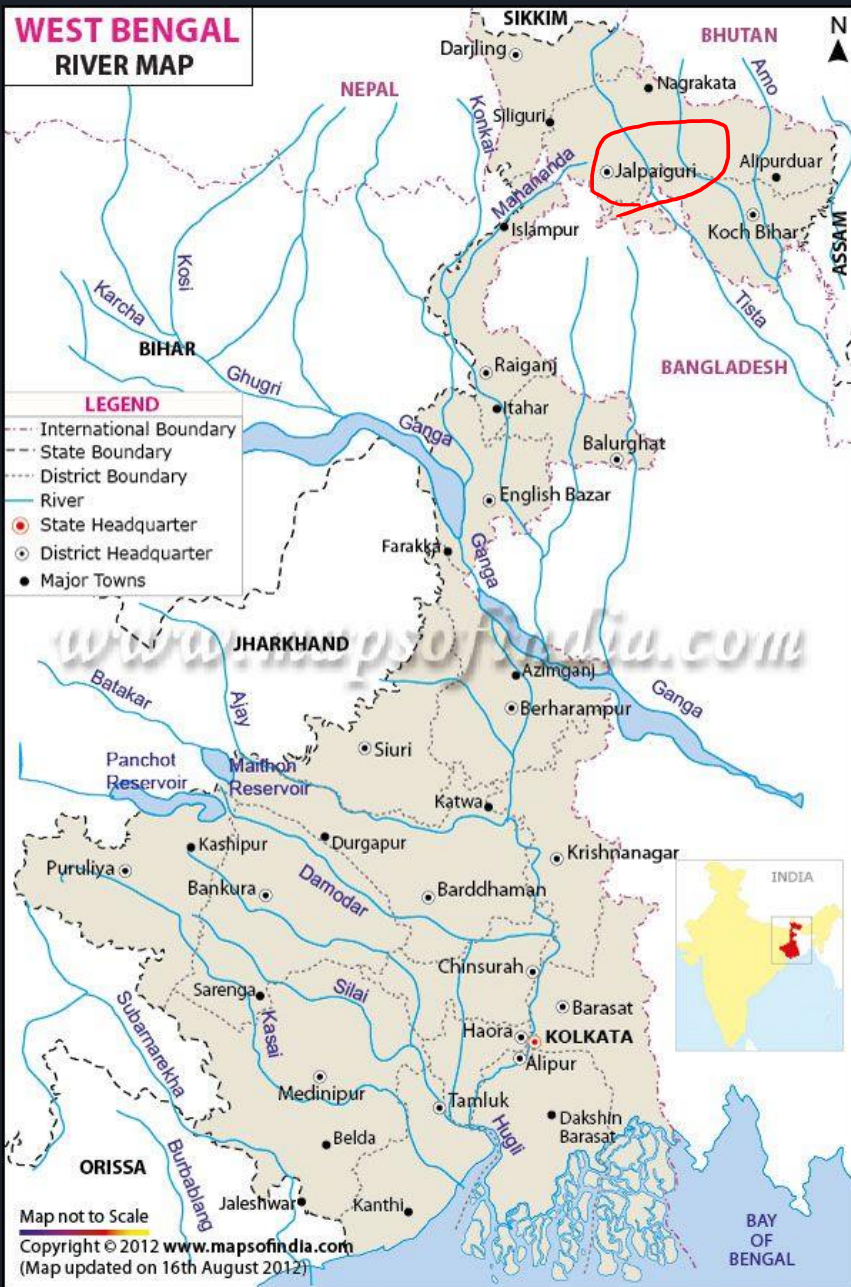 WEST BENGAL
RIVER MAP
SIKKIM
BHUTAN
N
Darjling
NEPAL
Nagrakata
Amo
Konkai
Siliguri
Jalpaiguri
Alipurduar
Mahananda
Islampur
Koch Bihar
ASSAM
Kosi
Karcha
Tista
BIHAR
Ghugri
Raiganj
BANGLADESH
LEGEND
International Boundary
State Boundary
District Boundary
River
State Headquarter
District Headquarter
Major Towns
Ganga
Itahar
Balurghat
English Bazar
Farakka
Ganga
www.mapsofindia.com
JHARKHAND
Azimganj
Batakar
Ajay
Ganga
Berharampur
Siuri
Panchot
Reservoir
Maithon
Reservoir
Katwa
Kashipur
Durgapur
Krishnanagar
Puruliya
Bankura
Damodar
Barddhaman
INDIA
Chinsurah
Sarenga
Silai
Barasat
Kasai
Haora
KOLKATA
Alipur
Subarnarekha
Medinipur
Tamluk
Hugli
Dakshin
Barasat
Belda
Burbablang
ORISSA
Jaleshwar
Kanthi
BAY
OF
BENGAL
Map not to Scale
Copyright © 2012 www.mapsofindia.com
(Map updated on 16th August 2012)